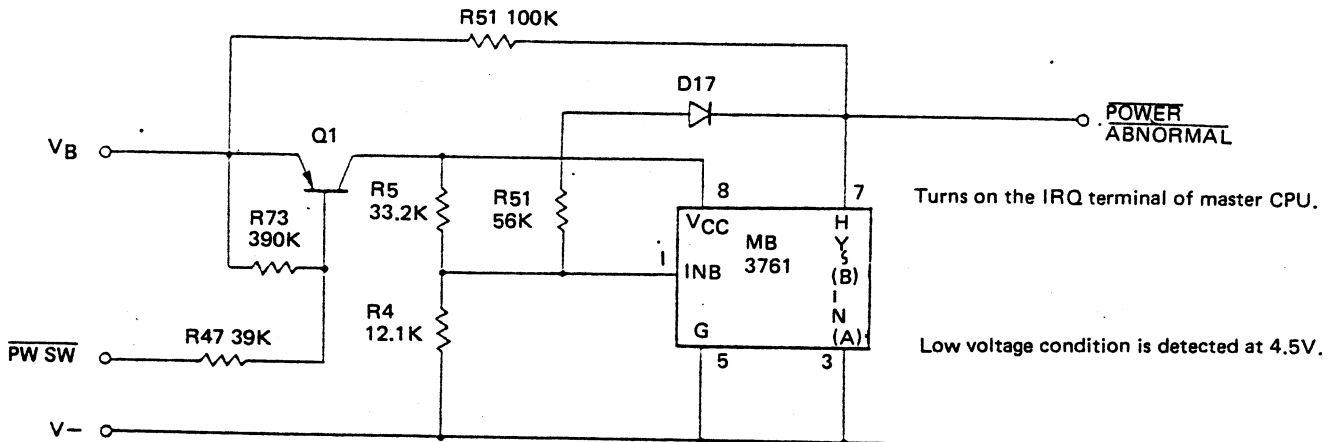 R51 100K
D17
POWER
ABNORMAL
VB
Q1
R5
33.2K
R51
56K
8
7
Turns on the IRQ terminal of master CPU.
R73
390K
VCC
MB
3761
H
Y
S
(B)
I
N
(A)
1
INB
R4
12.1K
G
PW SW
R47 39K
5
3
Low voltage condition is detected at 4.5V.
V–